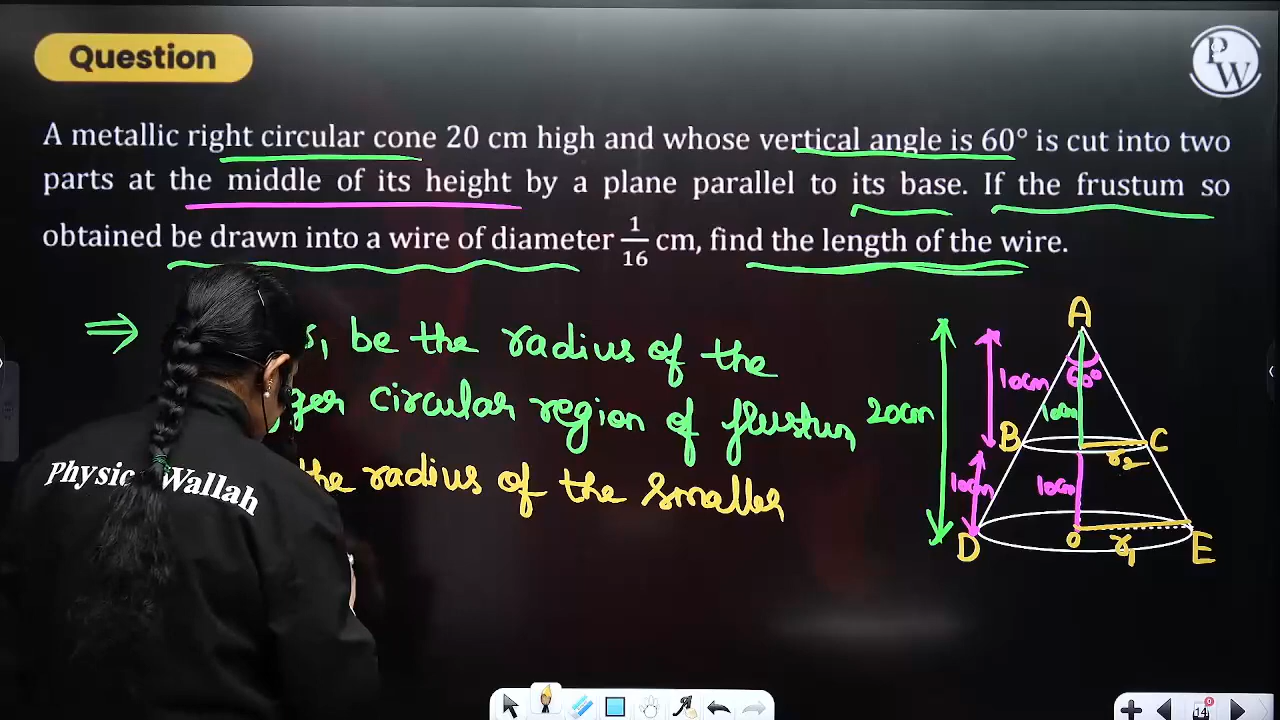 Question
PW
A metallic right circular cone 20 cm high and whose vertical angle is 60° is cut into two
parts at the middle of its height by a plane parallel to its base. If the frustum so
obtained be drawn into a wire of diameter 1/16 cm, find the length of the wire.
⇒ be the radius of the
circular region of flustum
the radius of the smaller
Physic Wallah
A
60°
10cm
10cm
20cm
B
C
r₂
10cm
10cm
D
O
r₁
E
14